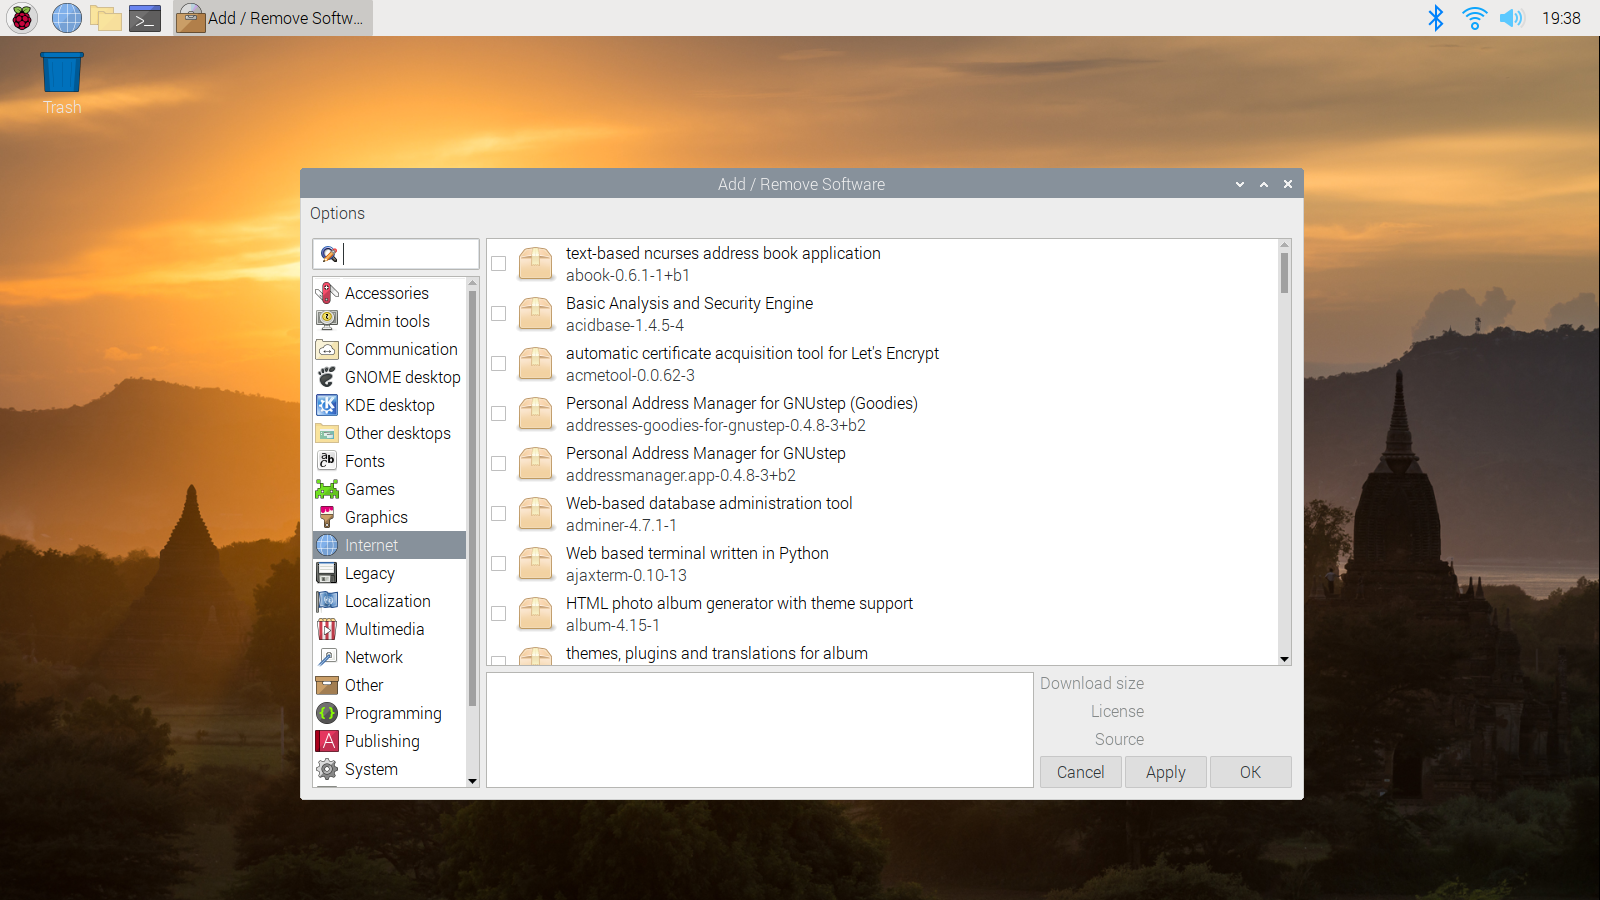 Add / Remove Softw...
19:38
Trash
Add / Remove Software
Options
Accessories
Admin tools
Communication
GNOME desktop
KDE desktop
Other desktops
Fonts
Games
Graphics
Internet
Legacy
Localization
Multimedia
Network
Other
Programming
Publishing
System
text-based ncurses address book application
abook-0.6.1-1+b1
Basic Analysis and Security Engine
acidbase-1.4.5-4
automatic certificate acquisition tool for Let's Encrypt
acmetool-0.0.62-3
Personal Address Manager for GNUstep (Goodies)
addresses-goodies-for-gnustep-0.4.8-3+b2
Personal Address Manager for GNUstep
addressmanager.app-0.4.8-3+b2
Web-based database administration tool
adminer-4.7.1-1
Web based terminal written in Python
ajaxterm-0.10-13
HTML photo album generator with theme support
album-4.15-1
themes, plugins and translations for album
Download size
License
Source
Cancel
Apply
OK